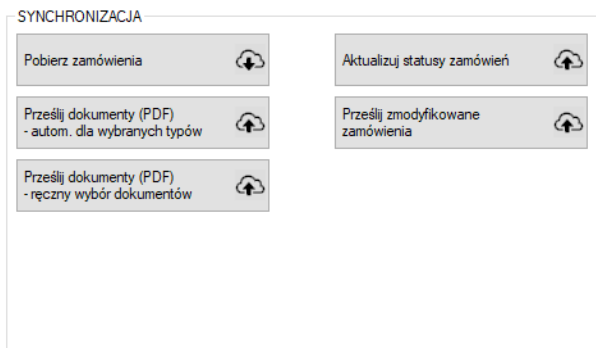 SYNCHRONIZACJA
Pobierz zamówienia
Aktualizuj statusy zamówień
Prześlij dokumenty (PDF)
- autom. dla wybranych typów
Prześlij zmodyfikowane
zamówienia
Prześlij dokumenty (PDF)
- ręczny wybór dokumentów